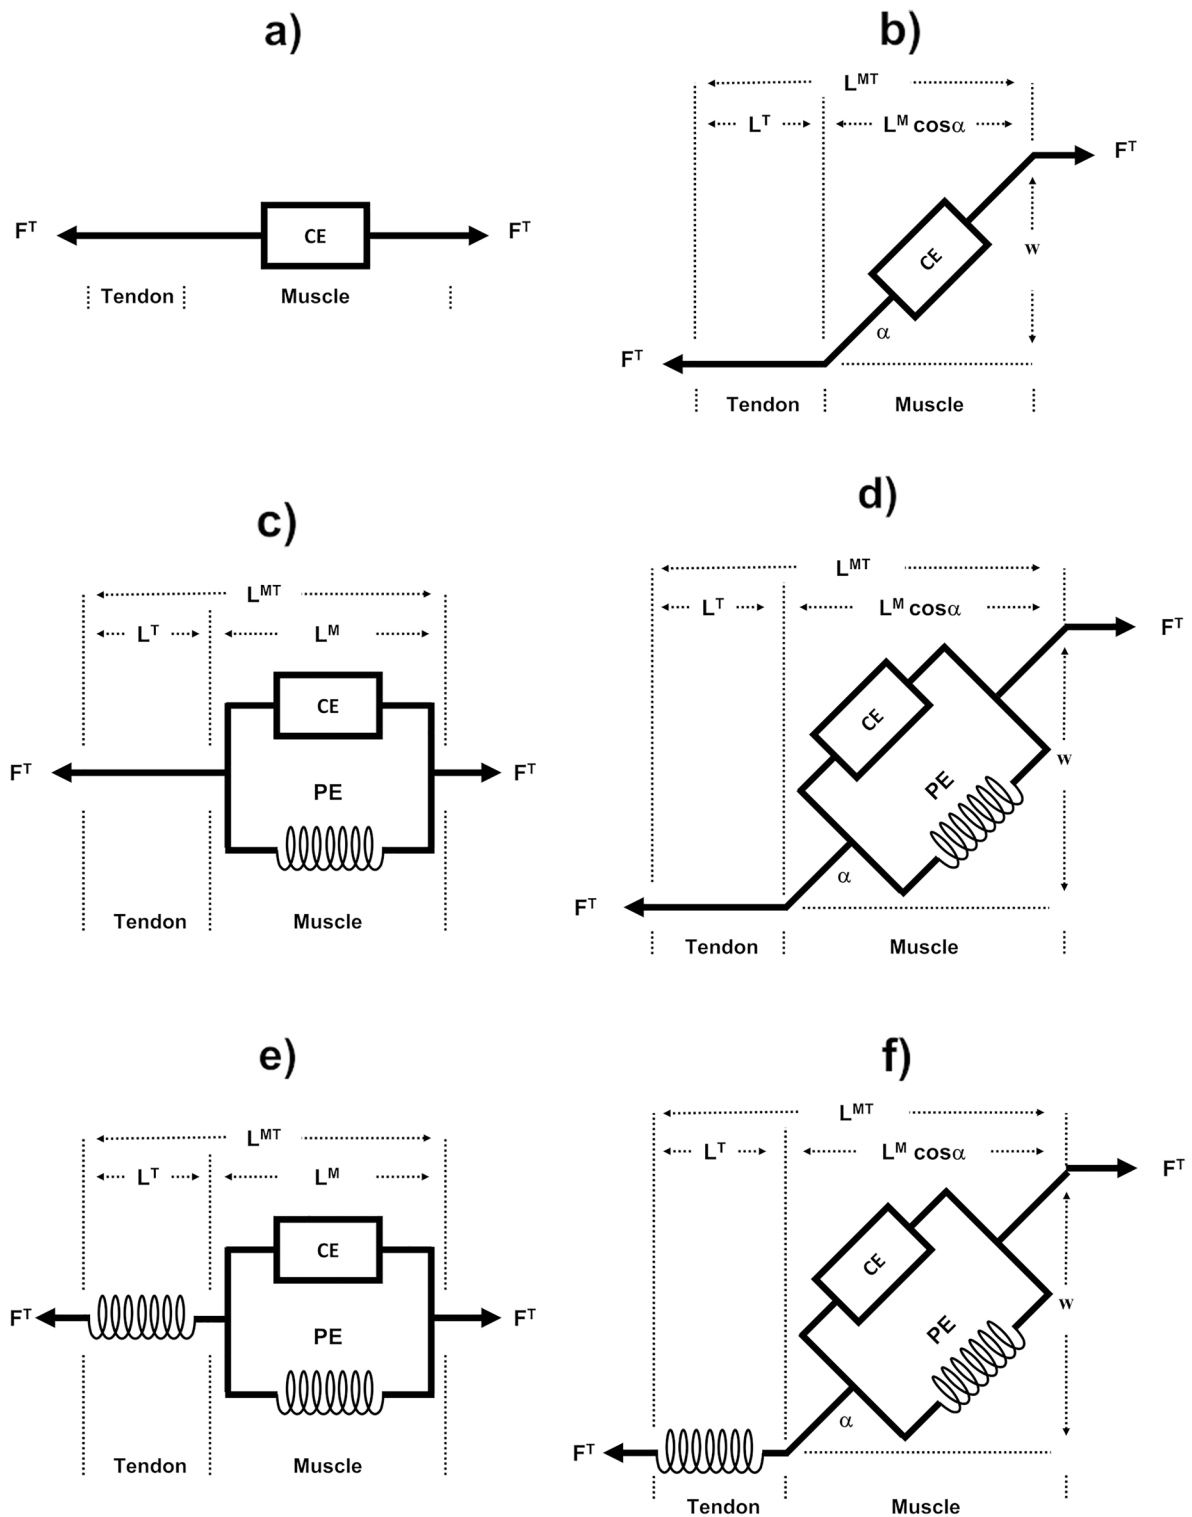 a)
F^T CE F^T
Tendon Muscle
b)
L^MT
L^T L^M cosα
F^T
CE
w
α
F^T
Tendon Muscle
c)
L^MT
L^T L^M
CE
F^T F^T
PE
Tendon Muscle
d)
L^MT
L^T L^M cosα
F^T
CE
PE
w
α
F^T
Tendon Muscle
e)
L^MT
L^T L^M
CE
F^T F^T
PE
Tendon Muscle
f)
L^MT
L^T L^M cosα
F^T
CE
PE
w
α
F^T
Tendon Muscle